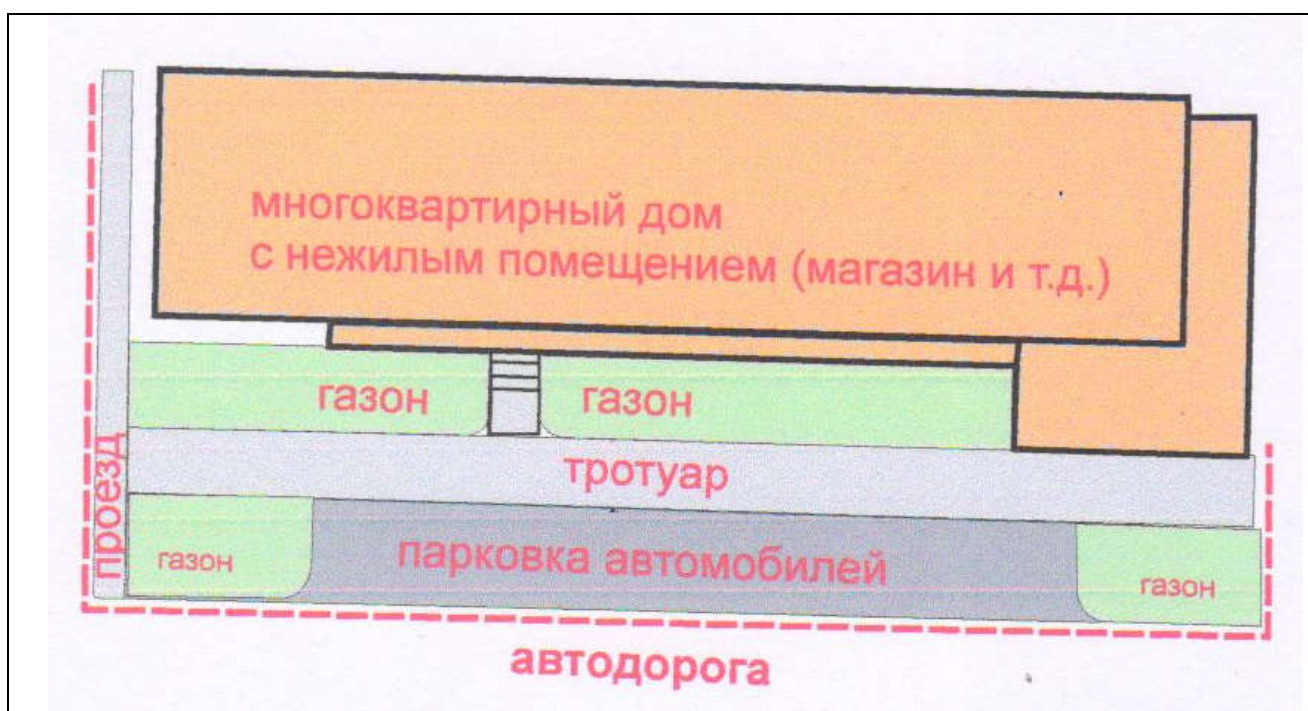 многоквартирный дом
с нежилым помещением (магазин и т.д.)
газон
газон
тротуар
проезд
газон
парковка автомобилей
газон
автодорога